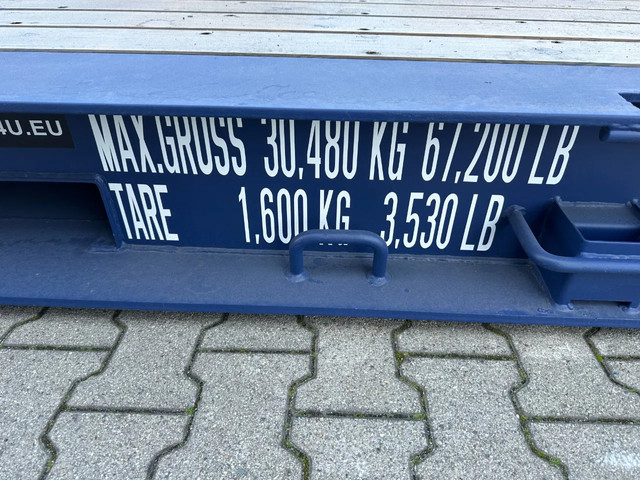 4U.EU
MAX.GROSS 30,480 KG 67,200 LB
TARE 1,600 KG 3,530 LB